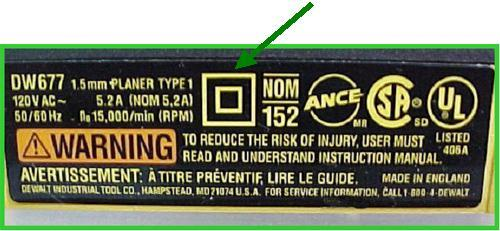 DW677 1.5mm PLANER TYPE 1
120V AC~ 5.2A (NOM 5,2A)
50/60 Hz n₀15,000/min (RPM)
NOM
152
ANCE
MR
SA
SD
UL
LISTED
406A
WARNING TO REDUCE THE RISK OF INJURY, USER MUST
READ AND UNDERSTAND INSTRUCTION MANUAL.
AVERTISSEMENT: À TITRE PRÉVENTIF, LIRE LE GUIDE. MADE IN ENGLAND
DEWALT INDUSTRIAL TOOL CO., HAMPSTEAD, MD 21074 U.S.A. FOR SERVICE INFORMATION, CALL 1-800-4-DEWALT